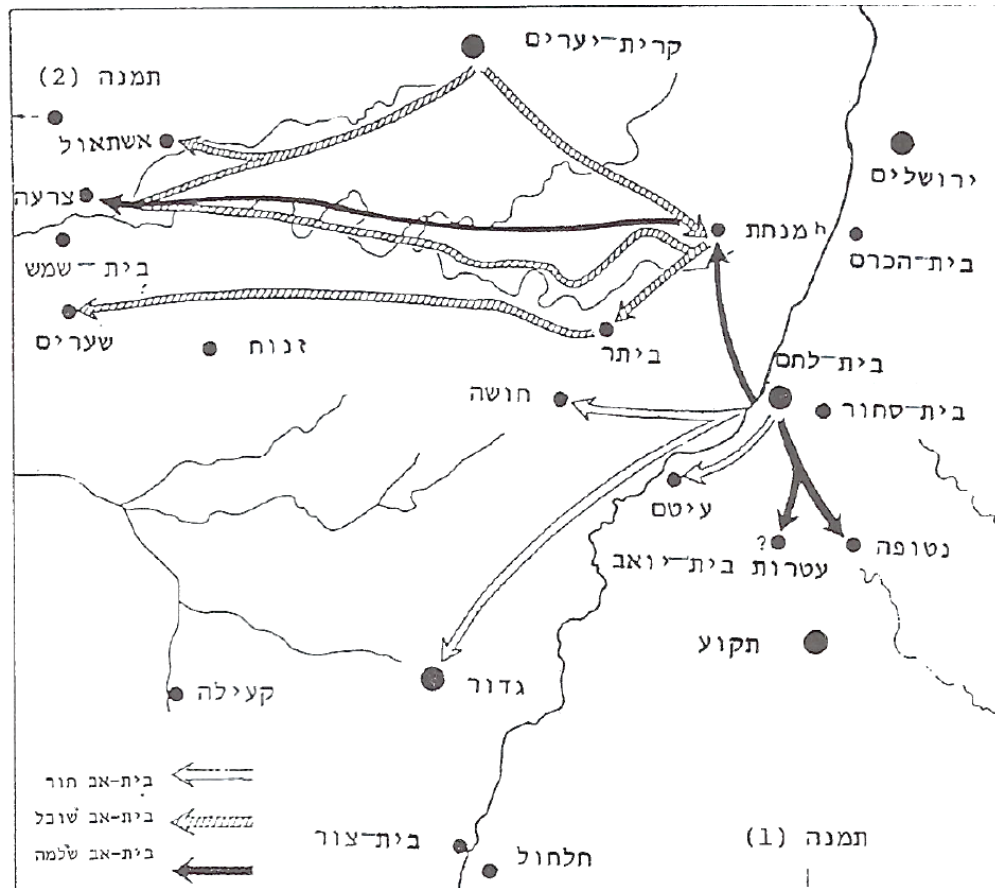 קרית-יערים
תמנה (2)
אשתאול
ירושלים
צרעה
מנחת h
בית-הכרם
בית-שמש
?
שערים
זנוח
ביתר
בית-לחם
חושה
בית-סחור
עיטם
נטופה
?
עטרות בית-יואב
תקוע
גדור
קעילה
בית-אב חור
בית-אב שובל
בית-אב שלמה
בית-צור
חלחול
תמנה (1)